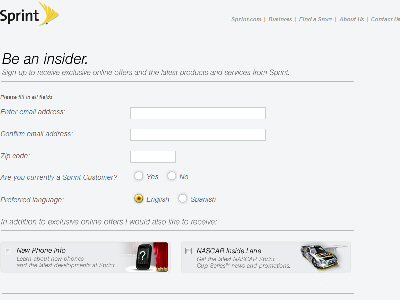 Sprint
Sprint.com | Business | Find a Store | About Us | Contact Us
Be an insider.
Sign up to receive exclusive online offers and the latest products and services from Sprint.
Please fill in all fields
Enter email address:
Confirm email address:
Zip code:
Are you currently a Sprint Customer? Yes No
Preferred language: English Spanish
In addition to exclusive online offers I would also like to receive:
New Phone Info
Learn about new phones
and the latest developments at Sprint.
NASCAR Inside Lane
Get the latest NASCAR Sprint
Cup Series™ news and promotions.